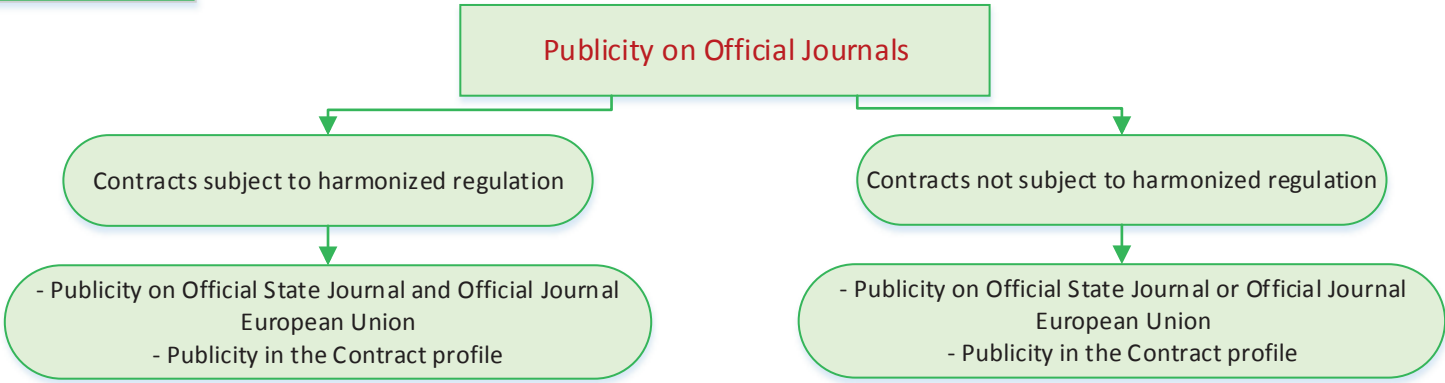 Publicity on Official Journals
Contracts subject to harmonized regulation
Contracts not subject to harmonized regulation
- Publicity on Official State Journal and Official Journal
European Union
- Publicity in the Contract profile
- Publicity on Official State Journal or Official Journal
European Union
- Publicity in the Contract profile